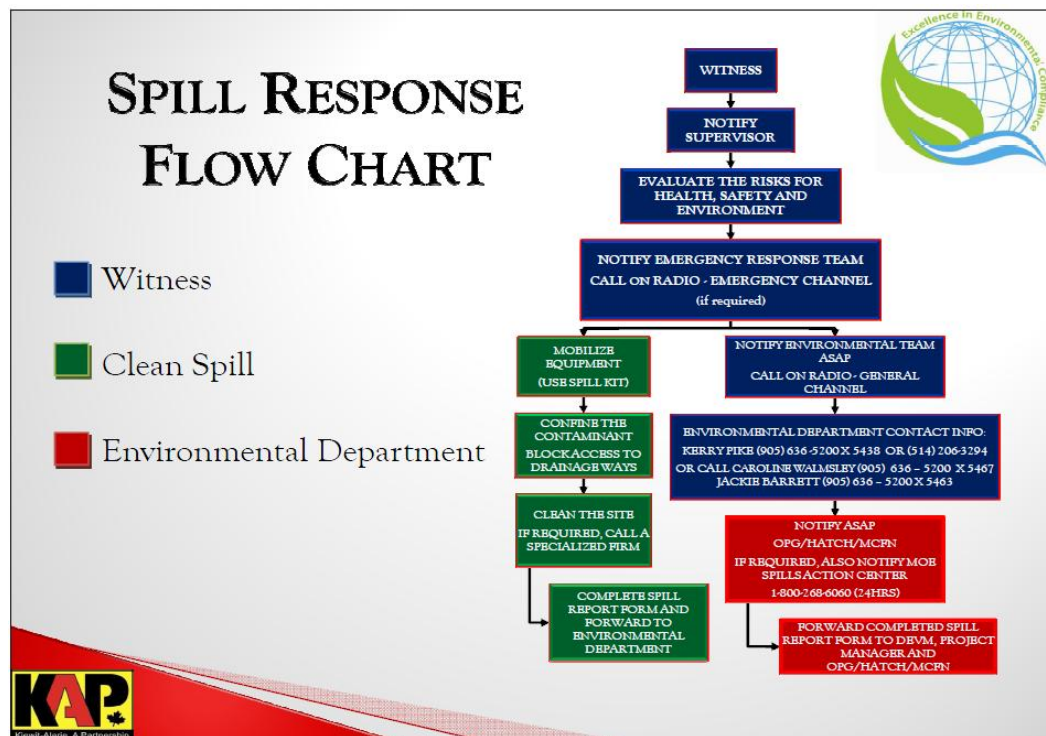 SPILL RESPONSE
FLOW CHART
Witness
Clean Spill
Environmental Department
Excellence in Environmental Compliance
WITNESS
NOTIFY
SUPERVISOR
EVALUATE THE RISKS FOR
HEALTH, SAFETY AND
ENVIRONMENT
NOTIFY EMERGENCY RESPONSE TEAM
CALL ON RADIO - EMERGENCY CHANNEL
(if required)
MOBILIZE
EQUIPMENT
(USE SPILL KIT)
CONFINE THE
CONTAMINANT
BLOCK ACCESS TO
DRAINAGE WAYS
CLEAN THE SITE
IF REQUIRED, CALL A
SPECIALIZED FIRM
COMPLETE SPILL
REPORT FORM AND
FORWARD TO
ENVIRONMENTAL
DEPARTMENT
NOTIFY ENVIRONMENTAL TEAM
ASAP
CALL ON RADIO - GENERAL
CHANNEL
ENVIRONMENTAL DEPARTMENT CONTACT INFO:
KERRY PIKE (905) 636 -5200 X 5438 OR (514) 206-3294
OR CALL CAROLINE WALMSLEY (905) 636 – 5200 X 5467
JACKIE BARRETT (905) 636 – 5200 X 5463
NOTIFY ASAP
OPG/HATCH/MCFN
IF REQUIRED, ALSO NOTIFY MOE
SPILLS ACTION CENTER
1-800-268-6060 (24HRS)
FORWARD COMPLETED SPILL
REPORT FORM TO DEVM, PROJECT
MANAGER AND
OPG/HATCH/MCFN
KAP
Kiewit-Alarie, A Partnership